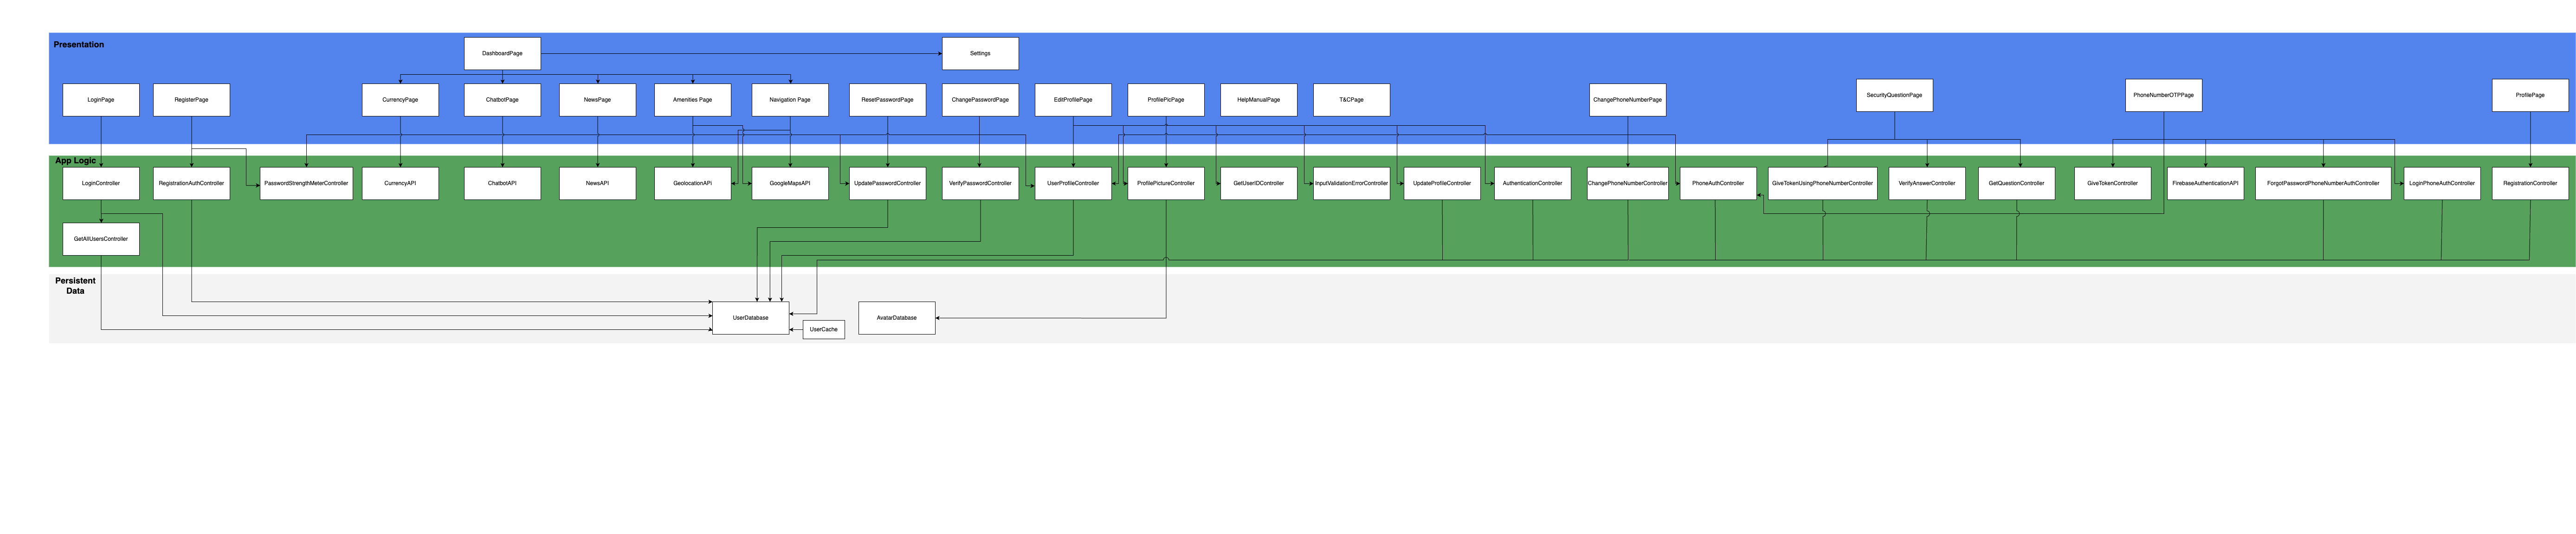 Presentation
DashboardPage
Settings
LoginPage
RegisterPage
CurrencyPage
ChatbotPage
NewsPage
Amenities Page
Navigation Page
ResetPasswordPage
ChangePasswordPage
EditProfilePage
ProfilePicPage
HelpManualPage
T&CPage
ChangePhoneNumberPage
SecurityQuestionPage
PhoneNumberOTPPage
ProfilePage
App Logic
LoginController
RegistrationAuthController
PasswordStrengthMeterController
CurrencyAPI
ChatbotAPI
NewsAPI
GeolocationAPI
GoogleMapsAPI
UpdatePasswordController
VerifyPasswordController
UserProfileController
ProfilePictureController
GetUserIDController
InputValidationErrorController
UpdateProfileController
AuthenticationController
ChangePhoneNumberController
PhoneAuthController
GiveTokenUsingPhoneNumberController
VerifyAnswerController
GetQuestionController
GiveTokenController
FirebaseAuthenticationAPI
ForgotPasswordPhoneNumberAuthController
LoginPhoneAuthController
RegistrationController
GetAllUsersController
Persistent
Data
UserDatabase
AvatarDatabase
UserCache